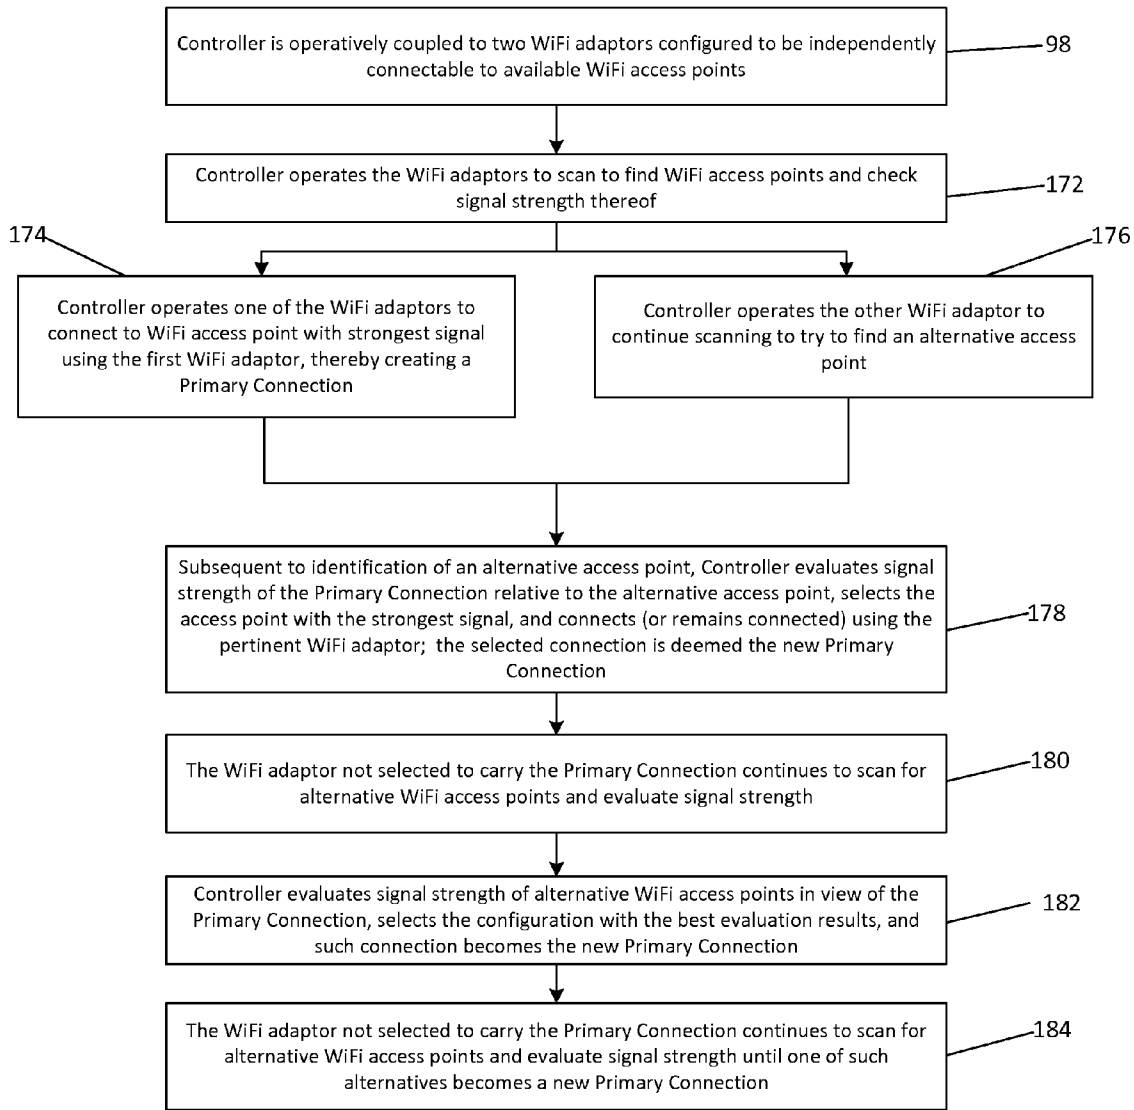 Controller is operatively coupled to two WiFi adaptors configured to be independently
connectable to available WiFi access points
98
Controller operates the WiFi adaptors to scan to find WiFi access points and check
signal strength thereof
172
174
176
Controller operates one of the WiFi adaptors to
connect to WiFi access point with strongest signal
using the first WiFi adaptor, thereby creating a
Primary Connection
Controller operates the other WiFi adaptor to
continue scanning to try to find an alternative access
point
Subsequent to identification of an alternative access point, Controller evaluates signal
strength of the Primary Connection relative to the alternative access point, selects the
access point with the strongest signal, and connects (or remains connected) using the
pertinent WiFi adaptor; the selected connection is deemed the new Primary
Connection
178
The WiFi adaptor not selected to carry the Primary Connection continues to scan for
alternative WiFi access points and evaluate signal strength
180
Controller evaluates signal strength of alternative WiFi access points in view of the
Primary Connection, selects the configuration with the best evaluation results, and
such connection becomes the new Primary Connection
182
The WiFi adaptor not selected to carry the Primary Connection continues to scan for
alternative WiFi access points and evaluate signal strength until one of such
alternatives becomes a new Primary Connection
184